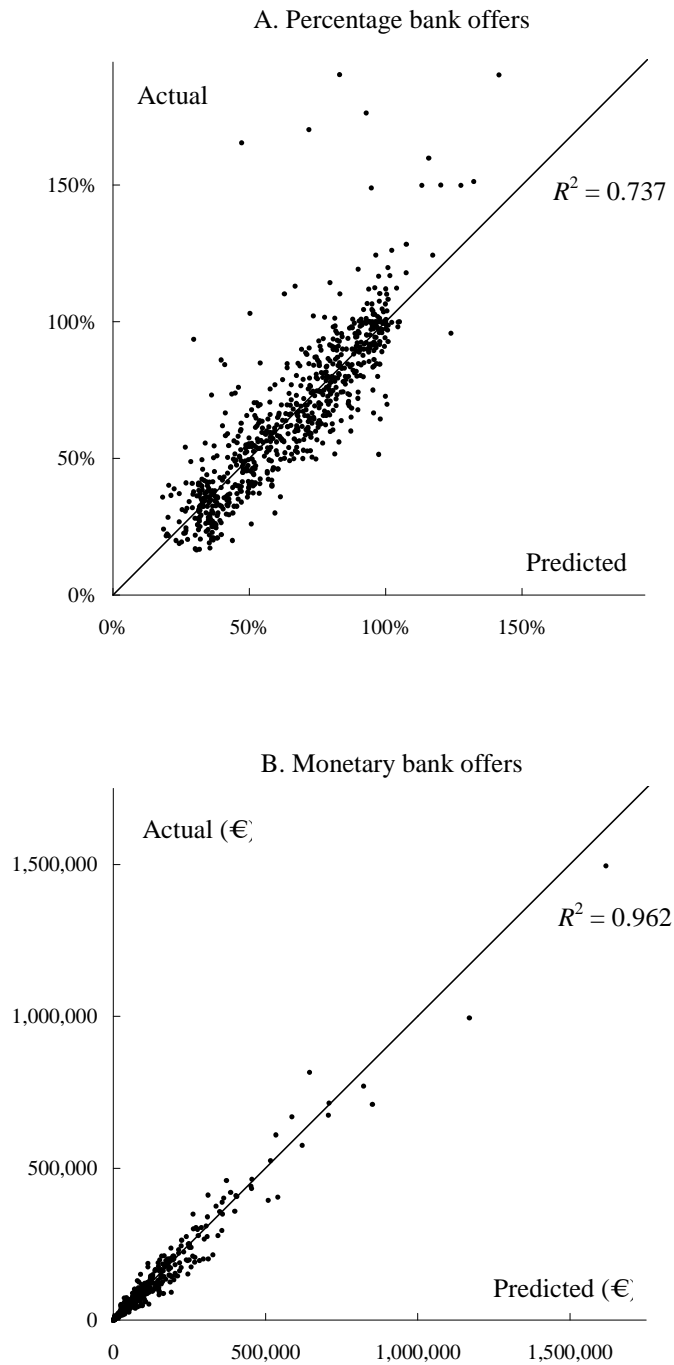 A. Percentage bank offers
Actual
150%
R² = 0.737
100%
50%
Predicted
0%
0% 50% 100% 150%
B. Monetary bank offers
Actual (€)
1,500,000
R² = 0.962
1,000,000
500,000
Predicted (€)
0
0 500,000 1,000,000 1,500,000